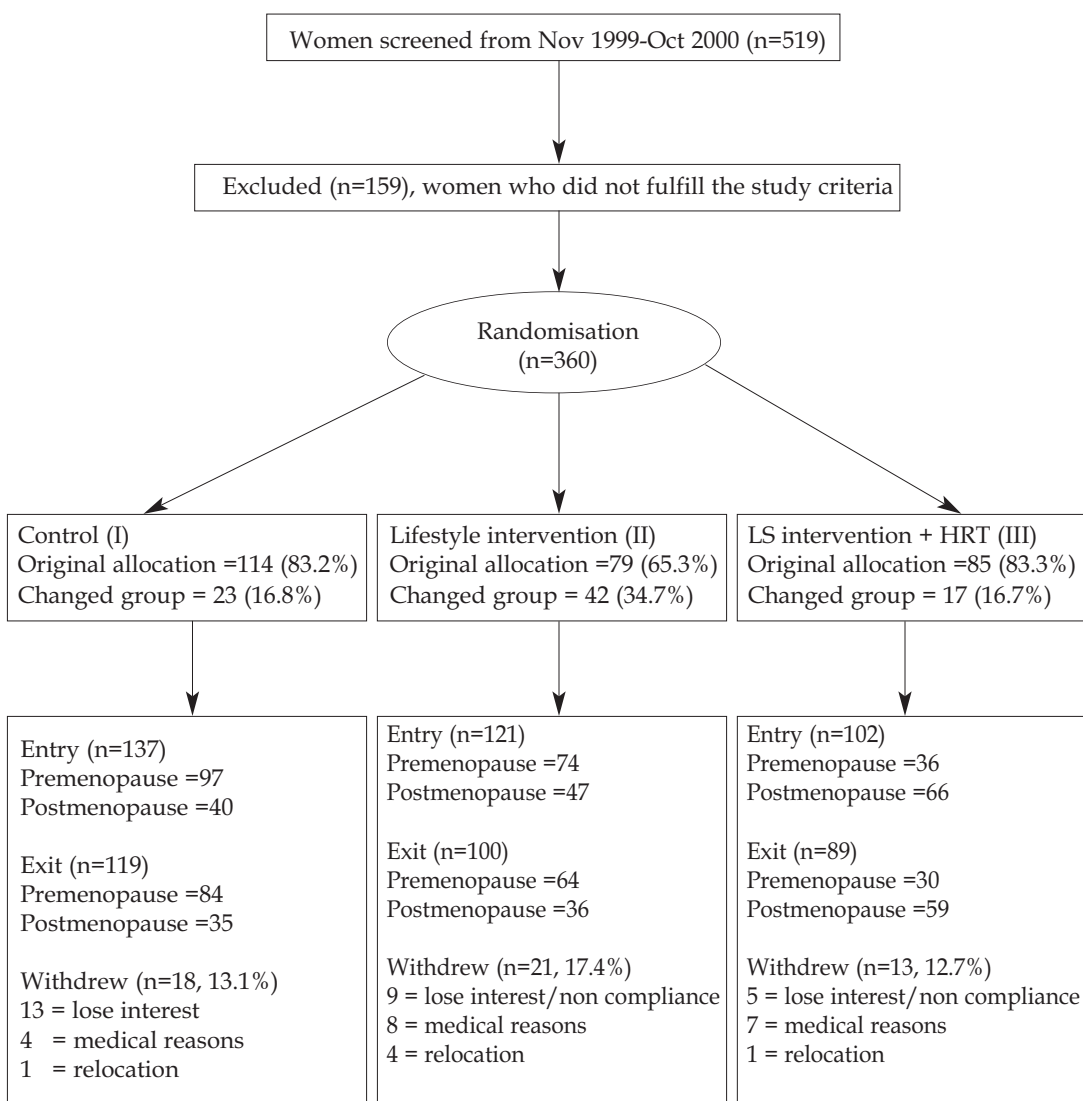 Women screened from Nov 1999-Oct 2000 (n=519)
Excluded (n=159), women who did not fulfill the study criteria
Randomisation
(n=360)
Control (I)
Original allocation =114 (83.2%)
Changed group = 23 (16.8%)
Lifestyle intervention (II)
Original allocation =79 (65.3%)
Changed group = 42 (34.7%)
LS intervention + HRT (III)
Original allocation =85 (83.3%)
Changed group = 17 (16.7%)
Entry (n=137)
Premenopause =97
Postmenopause =40
Exit (n=119)
Premenopause =84
Postmenopause =35
Withdrew (n=18, 13.1%)
13 = lose interest
4 = medical reasons
1 = relocation
Entry (n=121)
Premenopause =74
Postmenopause =47
Exit (n=100)
Premenopause =64
Postmenopause =36
Withdrew (n=21, 17.4%)
9 = lose interest/non compliance
8 = medical reasons
4 = relocation
Entry (n=102)
Premenopause =36
Postmenopause =66
Exit (n=89)
Premenopause =30
Postmenopause =59
Withdrew (n=13, 12.7%)
5 = lose interest/non compliance
7 = medical reasons
1 = relocation